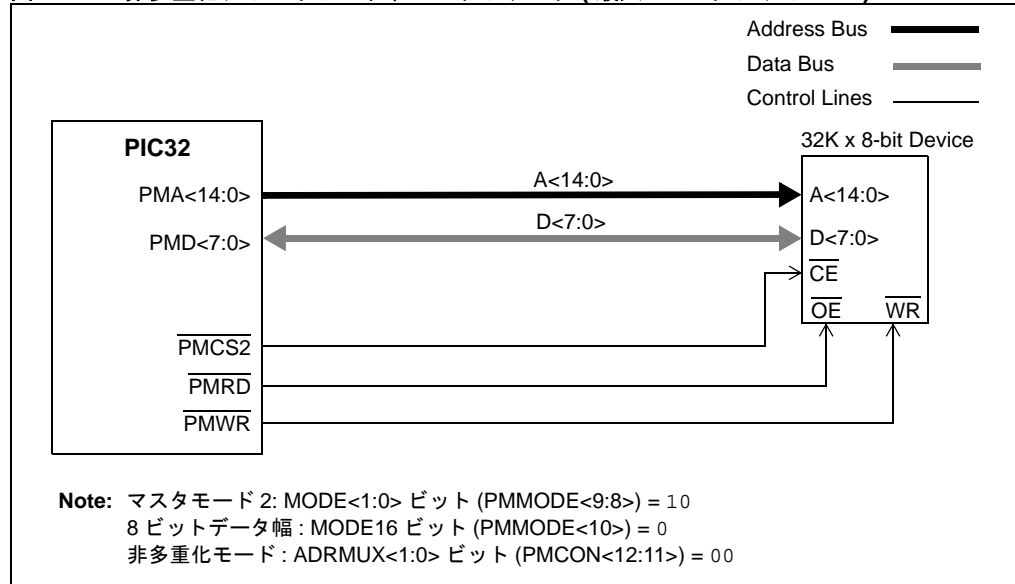 Address Bus
Data Bus
Control Lines
PIC32
32K x 8-bit Device
PMA<14:0>
A<14:0>
A<14:0>
PMD<7:0>
D<7:0>
D<7:0>
CE
OE
WR
PMCS2
PMRD
PMWR
Note: マスタモード 2: MODE<1:0> ビット (PMMODE<9:8>) = 10
8 ビットデータ幅 : MODE16 ビット (PMMODE<10>) = 0
非多重化モード : ADRMUX<1:0> ビット (PMCON<12:11>) = 00